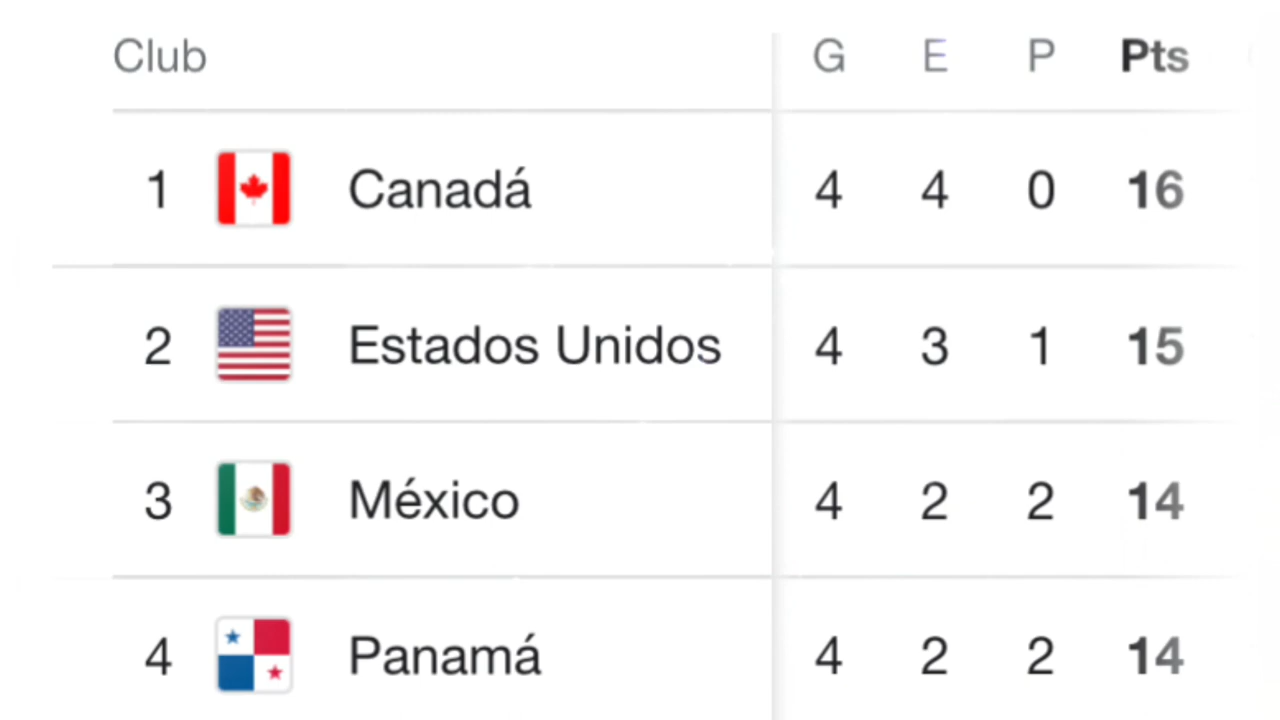 Club G E P Pts
1 Canadá 4 4 0 16
2 Estados Unidos 4 3 1 15
3 México 4 2 2 14
4 Panamá 4 2 2 14